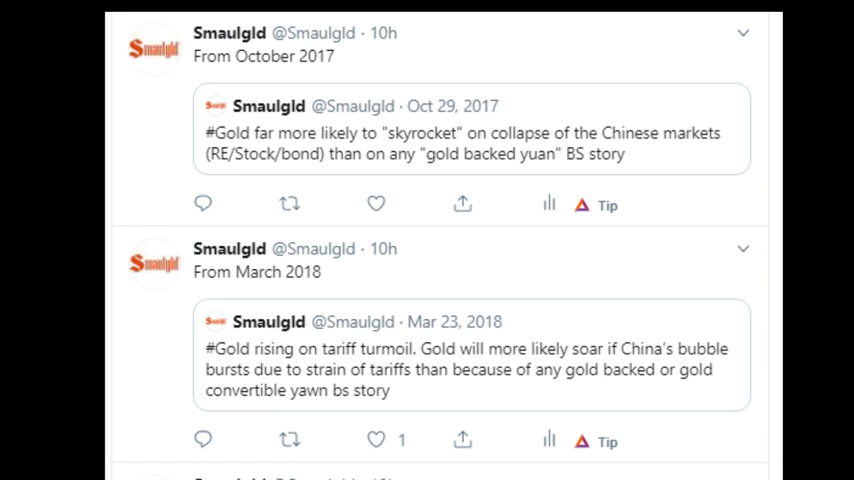 Smaulgld @Smaulgld · 10h
From October 2017
Smaulgld @Smaulgld · Oct 29, 2017
#Gold far more likely to "skyrocket" on collapse of the Chinese markets
(RE/Stock/bond) than on any "gold backed yuan" BS story
Tip
Smaulgld @Smaulgld · 10h
From March 2018
Smaulgld @Smaulgld · Mar 23, 2018
#Gold rising on tariff turmoil. Gold will more likely soar if China's bubble
bursts due to strain of tariffs than because of any gold backed or gold
convertible yawn bs story
1 Tip